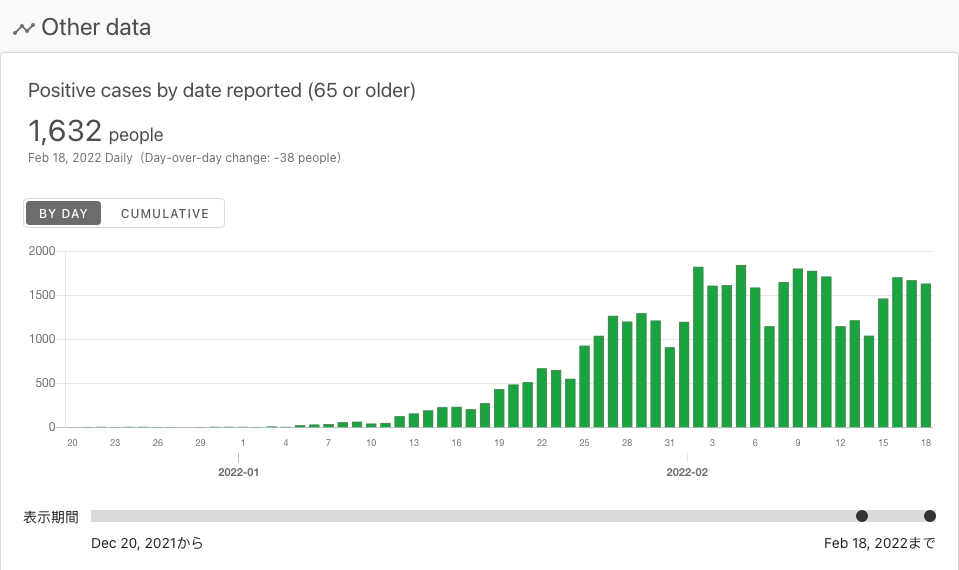 Other data
Positive cases by date reported (65 or older)
1,632 people
Feb 18, 2022 Daily (Day-over-day change: -38 people)
BY DAY CUMULATIVE
2000
1500
1000
500
0
20 23 26 29 1 4 7 10 13 16 19 22 25 28 31 3 6 9 12 15 18
2022-01 2022-02
表示期間
Dec 20, 2021から Feb 18, 2022まで